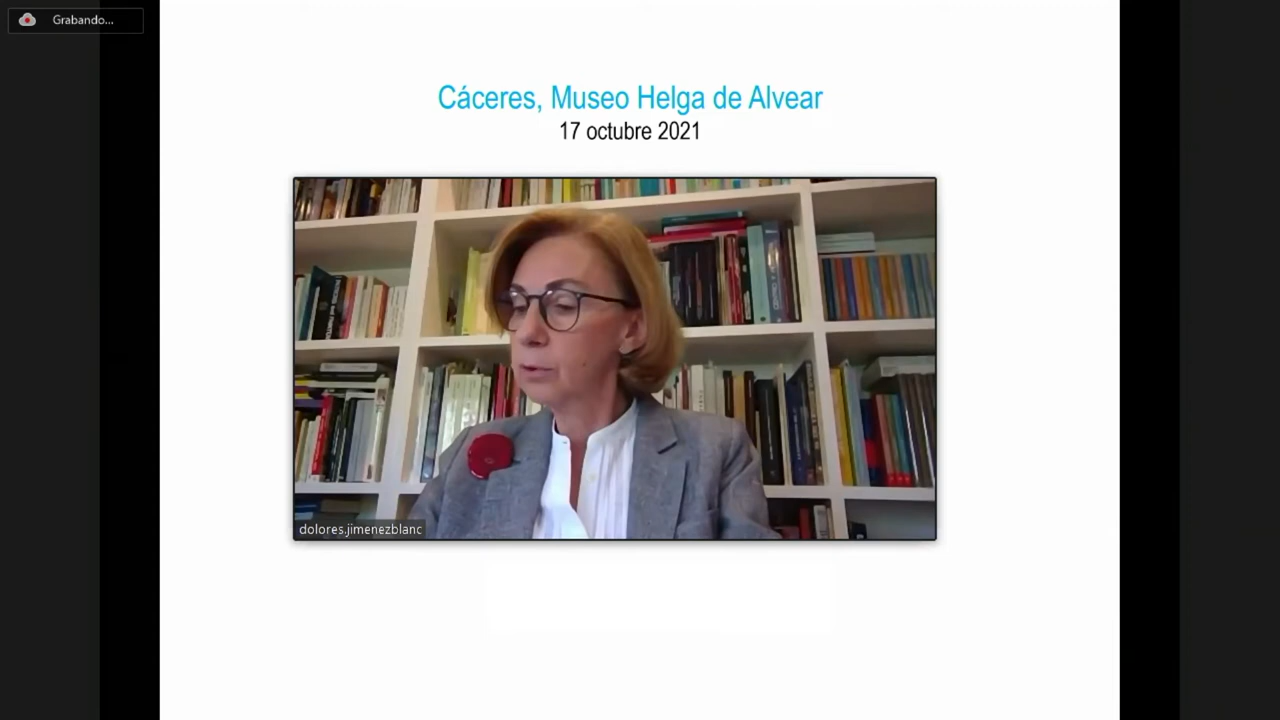 Grabando...
Cáceres, Museo Helga de Alvear
17 octubre 2021
dolores.jimenezblanc